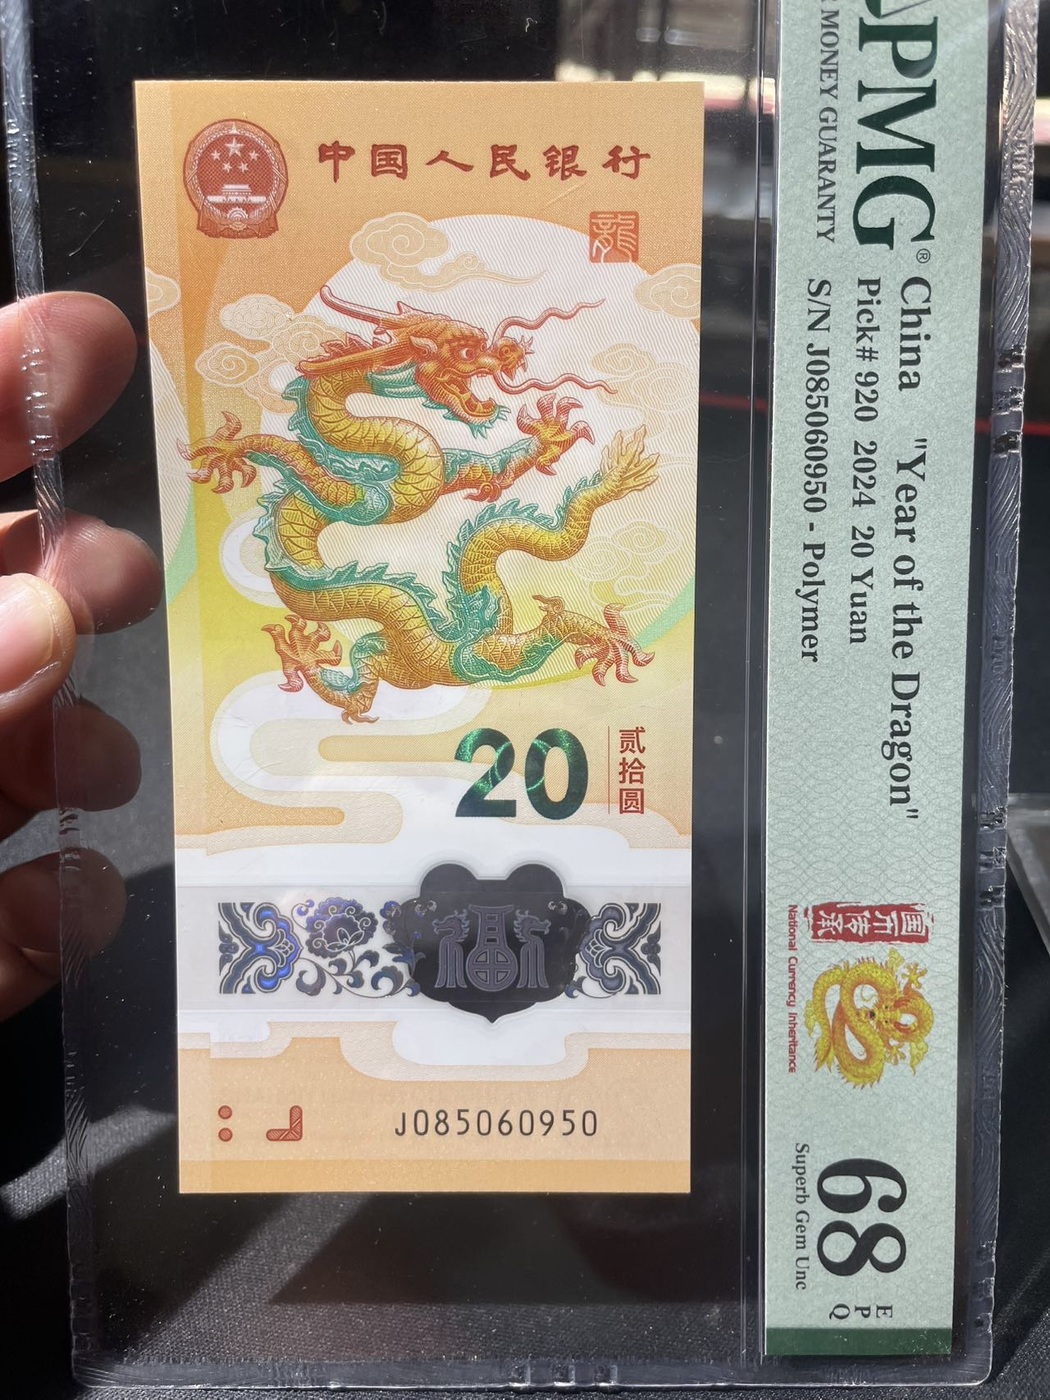 中国人民银行
龍
20
贰拾圆
福
J085060950
PMG
MONEY GUARANTY
China "Year of the Dragon"
Pick# 920 2024 20 Yuan
S/N J085060950 - Polymer
国币传承
National Currency Inheritance
68
EPQ
Superb Gem Unc